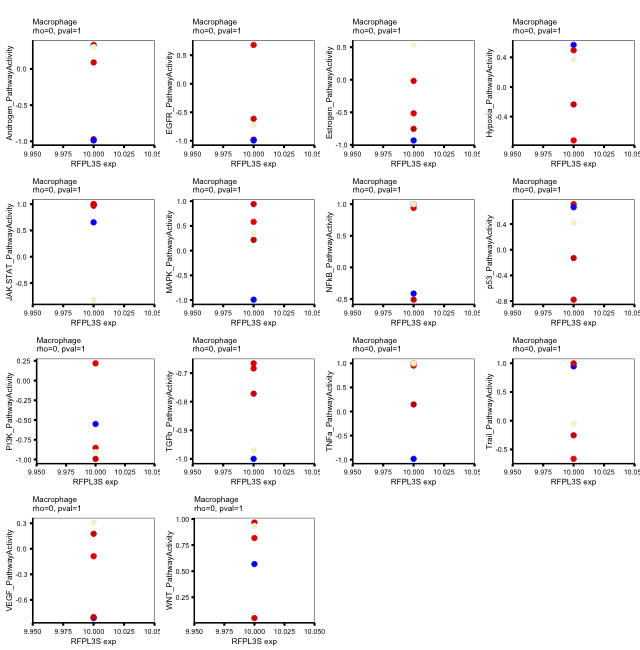 Macrophage
rho=0, pval=1
Androgen_PathwayActivity
0.0
-0.5
-1.0
9.950 9.975 10.000 10.025 10.05
RFPL3S exp
Macrophage
rho=0, pval=1
EGFR_PathwayActivity
0.5
0.0
-0.5
-1.0
9.950 9.975 10.000 10.025 10.05
RFPL3S exp
Macrophage
rho=0, pval=1
Estrogen_PathwayActivity
0.5
0.0
-0.5
-1.0
9.950 9.975 10.000 10.025 10.05
RFPL3S exp
Macrophage
rho=0, pval=1
Hypoxia_PathwayActivity
0.4
0.0
-0.4
9.950 9.975 10.000 10.025 10.05
RFPL3S exp
Macrophage
rho=0, pval=1
JAK.STAT_PathwayActivity
1.0
0.5
0.0
-0.5
9.950 9.975 10.000 10.025 10.05
RFPL3S exp
Macrophage
rho=0, pval=1
MAPK_PathwayActivity
1.0
0.5
0.0
-0.5
-1.0
9.950 9.975 10.000 10.025 10.05
RFPL3S exp
Macrophage
rho=0, pval=1
NFkB_PathwayActivity
1.0
0.5
0.0
-0.5
9.950 9.975 10.000 10.025 10.05
RFPL3S exp
Macrophage
rho=0, pval=1
p53_PathwayActivity
0.4
0.0
-0.4
-0.8
9.950 9.975 10.000 10.025 10.05
RFPL3S exp
Macrophage
rho=0, pval=1
PI3K_PathwayActivity
0.25
0.00
-0.25
-0.50
-0.75
-1.00
9.950 9.975 10.000 10.025 10.05
RFPL3S exp
Macrophage
rho=0, pval=1
TGFb_PathwayActivity
-0.7
-0.8
-0.9
-1.0
9.950 9.975 10.000 10.025 10.05
RFPL3S exp
Macrophage
rho=0, pval=1
TNFa_PathwayActivity
1.0
0.5
0.0
-0.5
-1.0
9.950 9.975 10.000 10.025 10.05
RFPL3S exp
Macrophage
rho=0, pval=1
Trail_PathwayActivity
1.0
0.5
0.0
-0.5
9.950 9.975 10.000 10.025 10.05
RFPL3S exp
Macrophage
rho=0, pval=1
VEGF_PathwayActivity
0.3
0.0
-0.3
-0.6
9.950 9.975 10.000 10.025 10.05
RFPL3S exp
Macrophage
rho=0, pval=1
WNT_PathwayActivity
1.00
0.75
0.50
0.25
9.950 9.975 10.000 10.025 10.050
RFPL3S exp